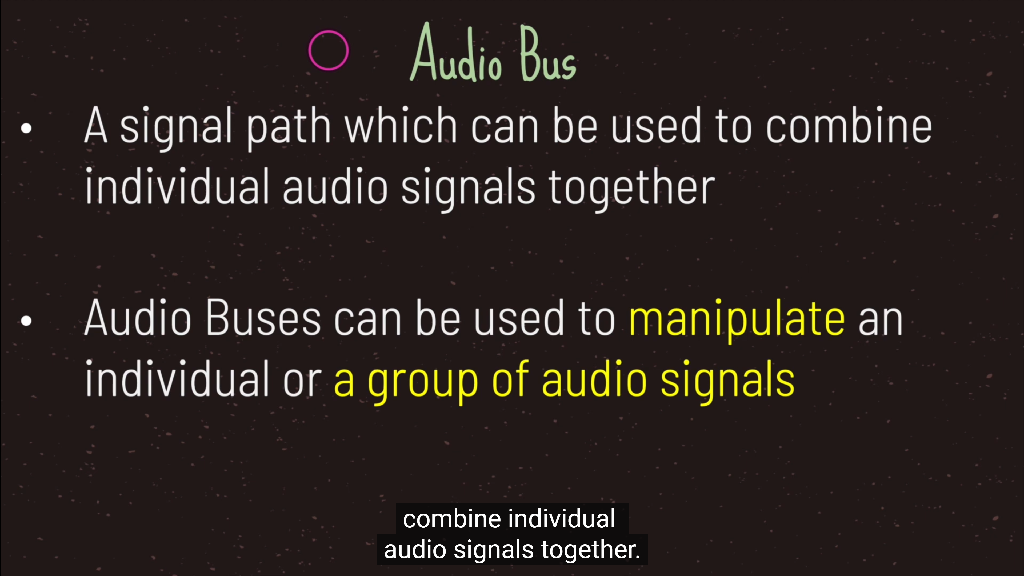 Audio Bus
• A signal path which can be used to combine
individual audio signals together
• Audio Buses can be used to manipulate an
individual or a group of audio signals
combine individual
audio signals together.